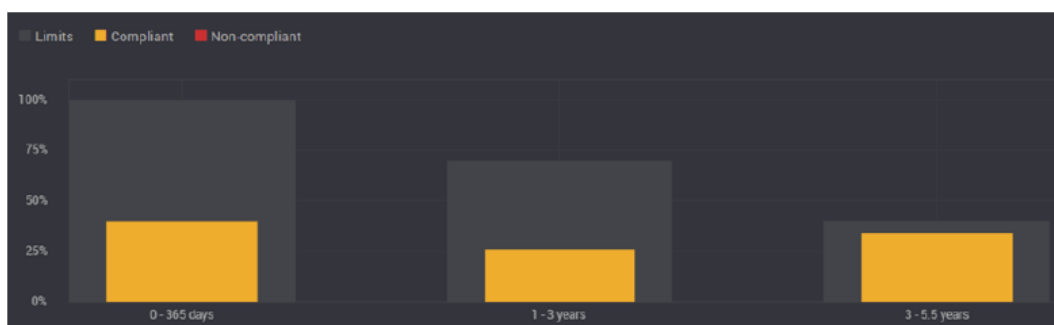 Limits Compliant Non-compliant
100%
75%
50%
25%
0%
0 - 365 days 1 - 3 years 3 - 5.5 years